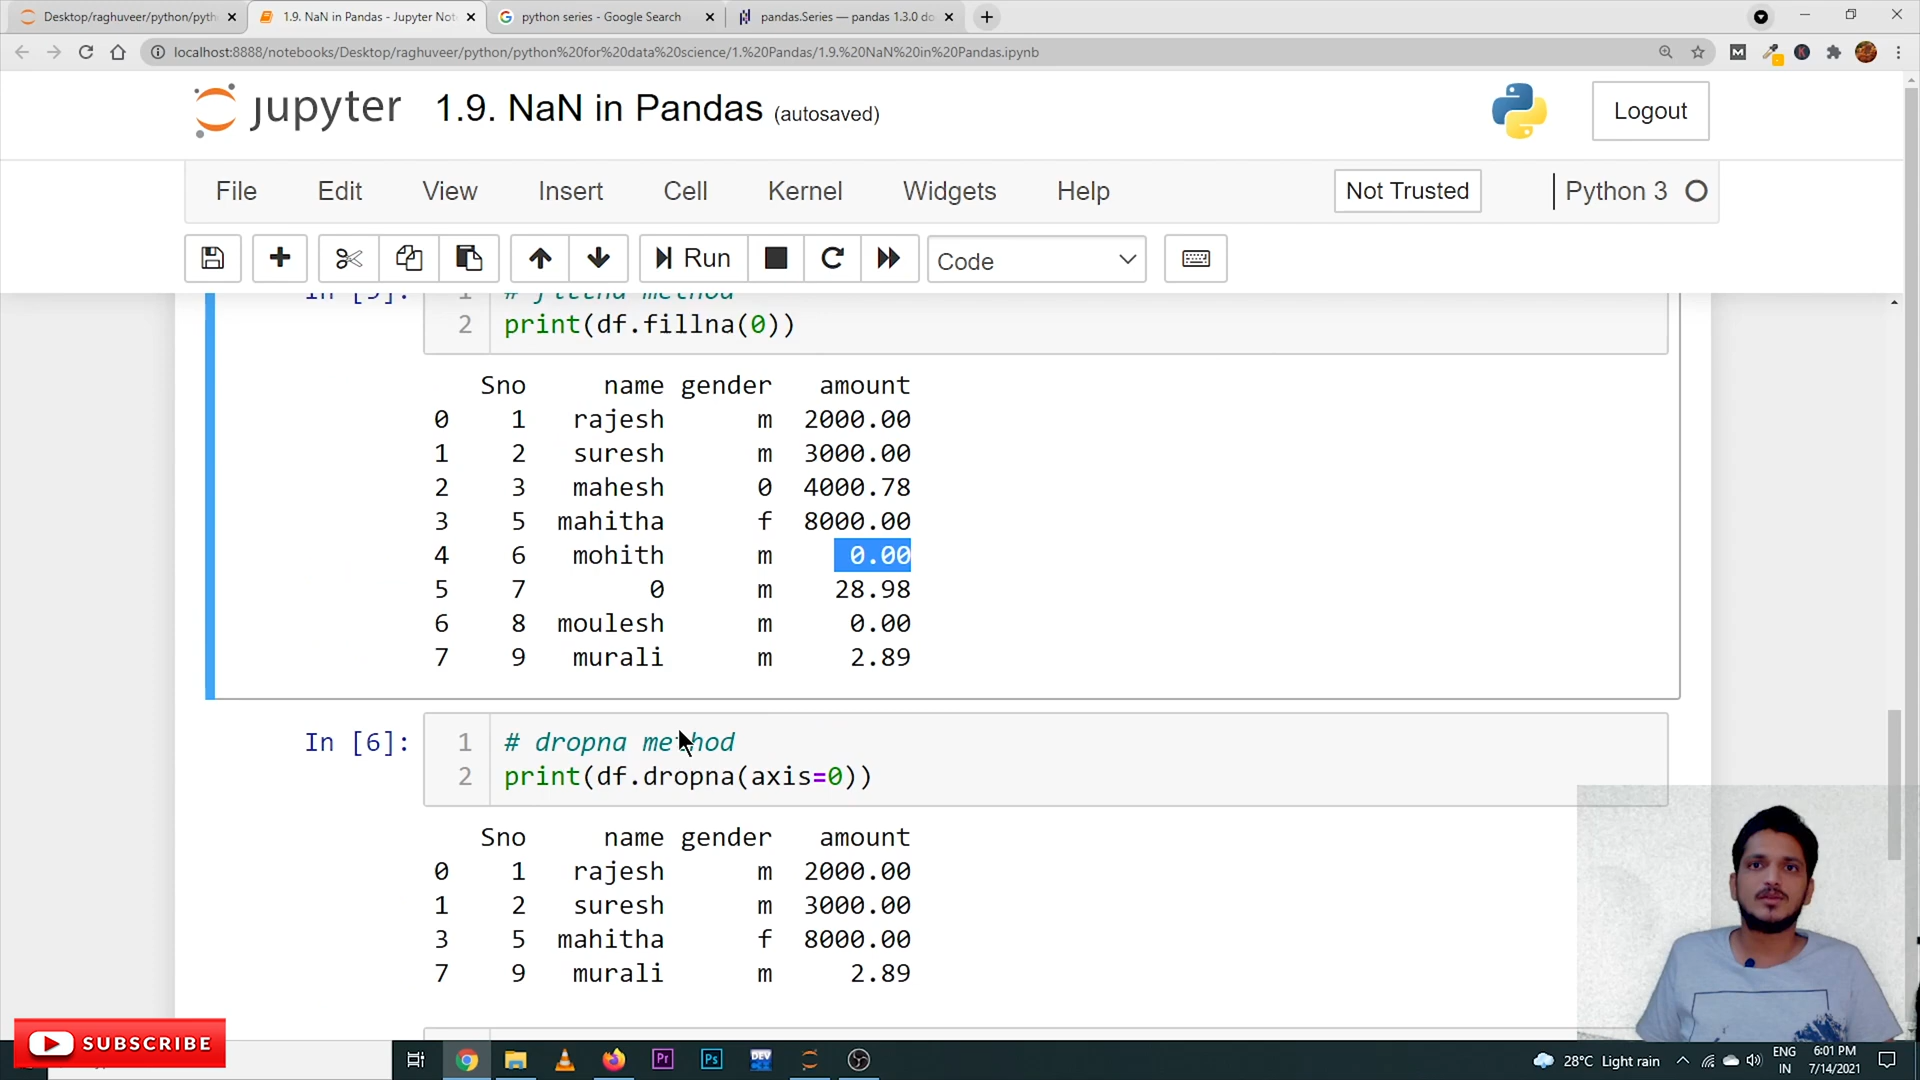 Desktop/raghuveer/python/pyth
1.9. NaN in Pandas - Jupyter Not
python series - Google Search
pandas.Series — pandas 1.3.0 do
localhost:8888/notebooks/Desktop/raghuveer/python/python%20for%20data%20science/1.%20Pandas/1.9.%20NaN%20in%20Pandas.ipynb
jupyter 1.9. NaN in Pandas (autosaved)
Logout
File Edit View Insert Cell Kernel Widgets Help
Not Trusted
Python 3
Run
Code
In [5]:
1 # fillna method
2 print(df.fillna(0))
Sno name gender amount
0 1 rajesh m 2000.00
1 2 suresh m 3000.00
2 3 mahesh 0 4000.78
3 5 mahitha f 8000.00
4 6 mohith m 0.00
5 7 0 m 28.98
6 8 moulesh m 0.00
7 9 murali m 2.89
In [6]:
1 # dropna method
2 print(df.dropna(axis=0))
Sno name gender amount
0 1 rajesh m 2000.00
1 2 suresh m 3000.00
3 5 mahitha f 8000.00
7 9 murali m 2.89
SUBSCRIBE
Pr
Ps
DEV
28°C Light rain
ENG
IN
6:01 PM
7/14/2021